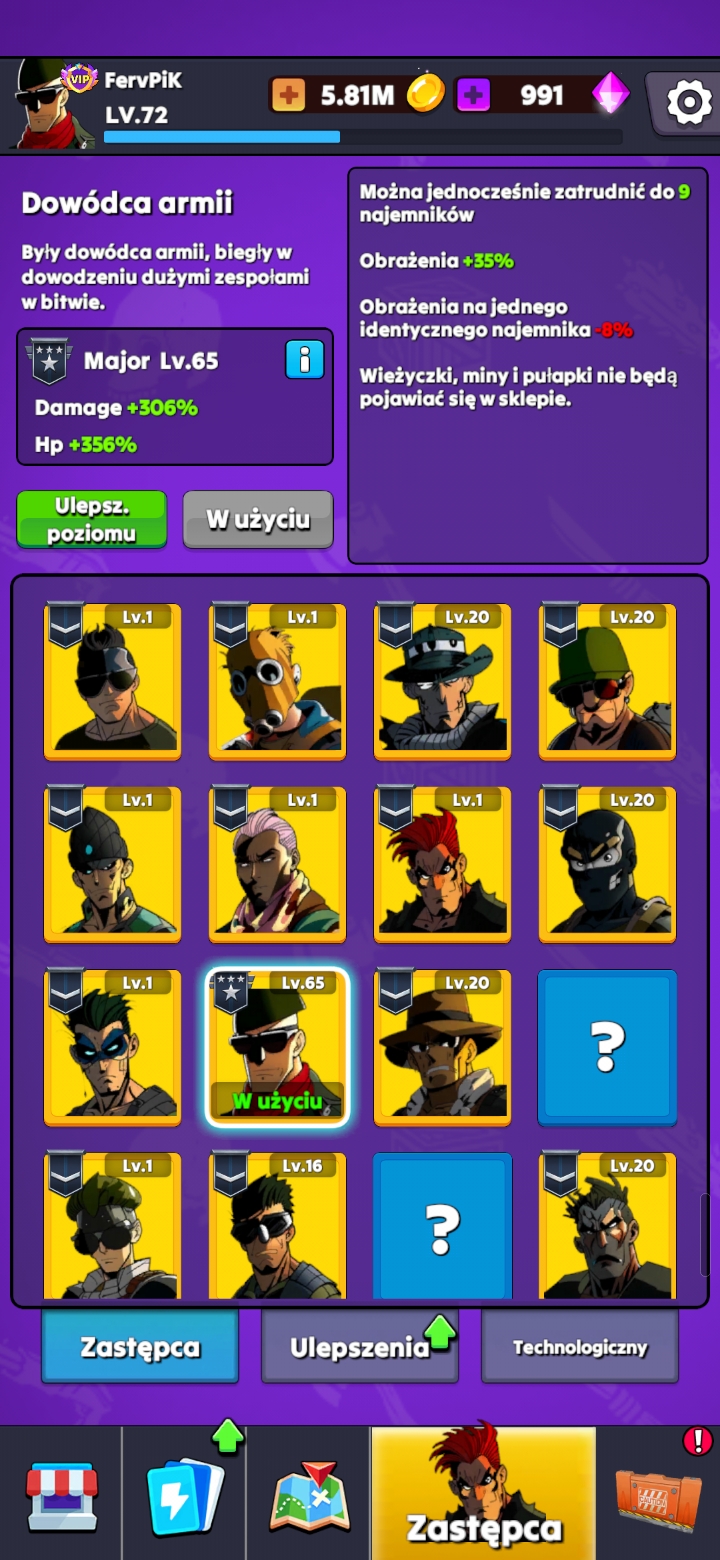 VIP
FervPiK
LV.72
5.81M
991
Dowódca armii
Były dowódca armii, biegły w
dowodzeniu dużymi zespołami
w bitwie.
Major Lv.65
i
Damage +306%
Hp +356%
Ulepsz.
poziomu
W użyciu
Można jednocześnie zatrudnić do 9
najemników
Obrażenia +35%
Obrażenia na jednego
identycznego najemnika -8%
Wieżyczki, miny i pułapki nie będą
pojawiać się w sklepie.
Lv.1
Lv.1
Lv.20
Lv.20
Lv.1
Lv.1
Lv.1
Lv.20
Lv.1
Lv.65
W użyciu
Lv.20
?
Lv.1
Lv.16
?
Lv.20
Zastępca
Ulepszenia
Technologiczny
Zastępca
!
CAUTION